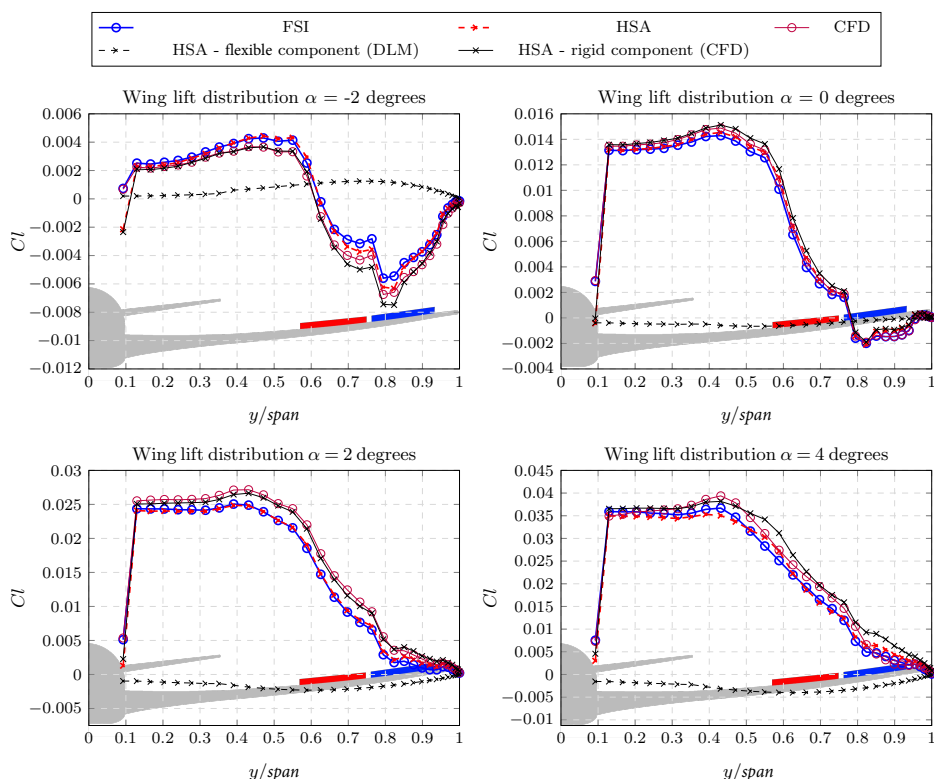 FSI HSA CFD
HSA - flexible component (DLM) HSA - rigid component (CFD)
Wing lift distribution α = -2 degrees
0.006
0.004
0.002
0
−0.002
−0.004
−0.006
−0.008
−0.01
−0.012
Cl
0 0.1 0.2 0.3 0.4 0.5 0.6 0.7 0.8 0.9 1
y/span
Wing lift distribution α = 0 degrees
0.016
0.014
0.012
0.01
0.008
0.006
0.004
0.002
0
−0.002
−0.004
Cl
0 0.1 0.2 0.3 0.4 0.5 0.6 0.7 0.8 0.9 1
y/span
Wing lift distribution α = 2 degrees
0.03
0.025
0.02
0.015
0.01
0.005
0
−0.005
Cl
0 0.1 0.2 0.3 0.4 0.5 0.6 0.7 0.8 0.9 1
y/span
Wing lift distribution α = 4 degrees
0.045
0.04
0.035
0.03
0.025
0.02
0.015
0.01
0.005
0
−0.005
−0.01
Cl
0 0.1 0.2 0.3 0.4 0.5 0.6 0.7 0.8 0.9 1
y/span